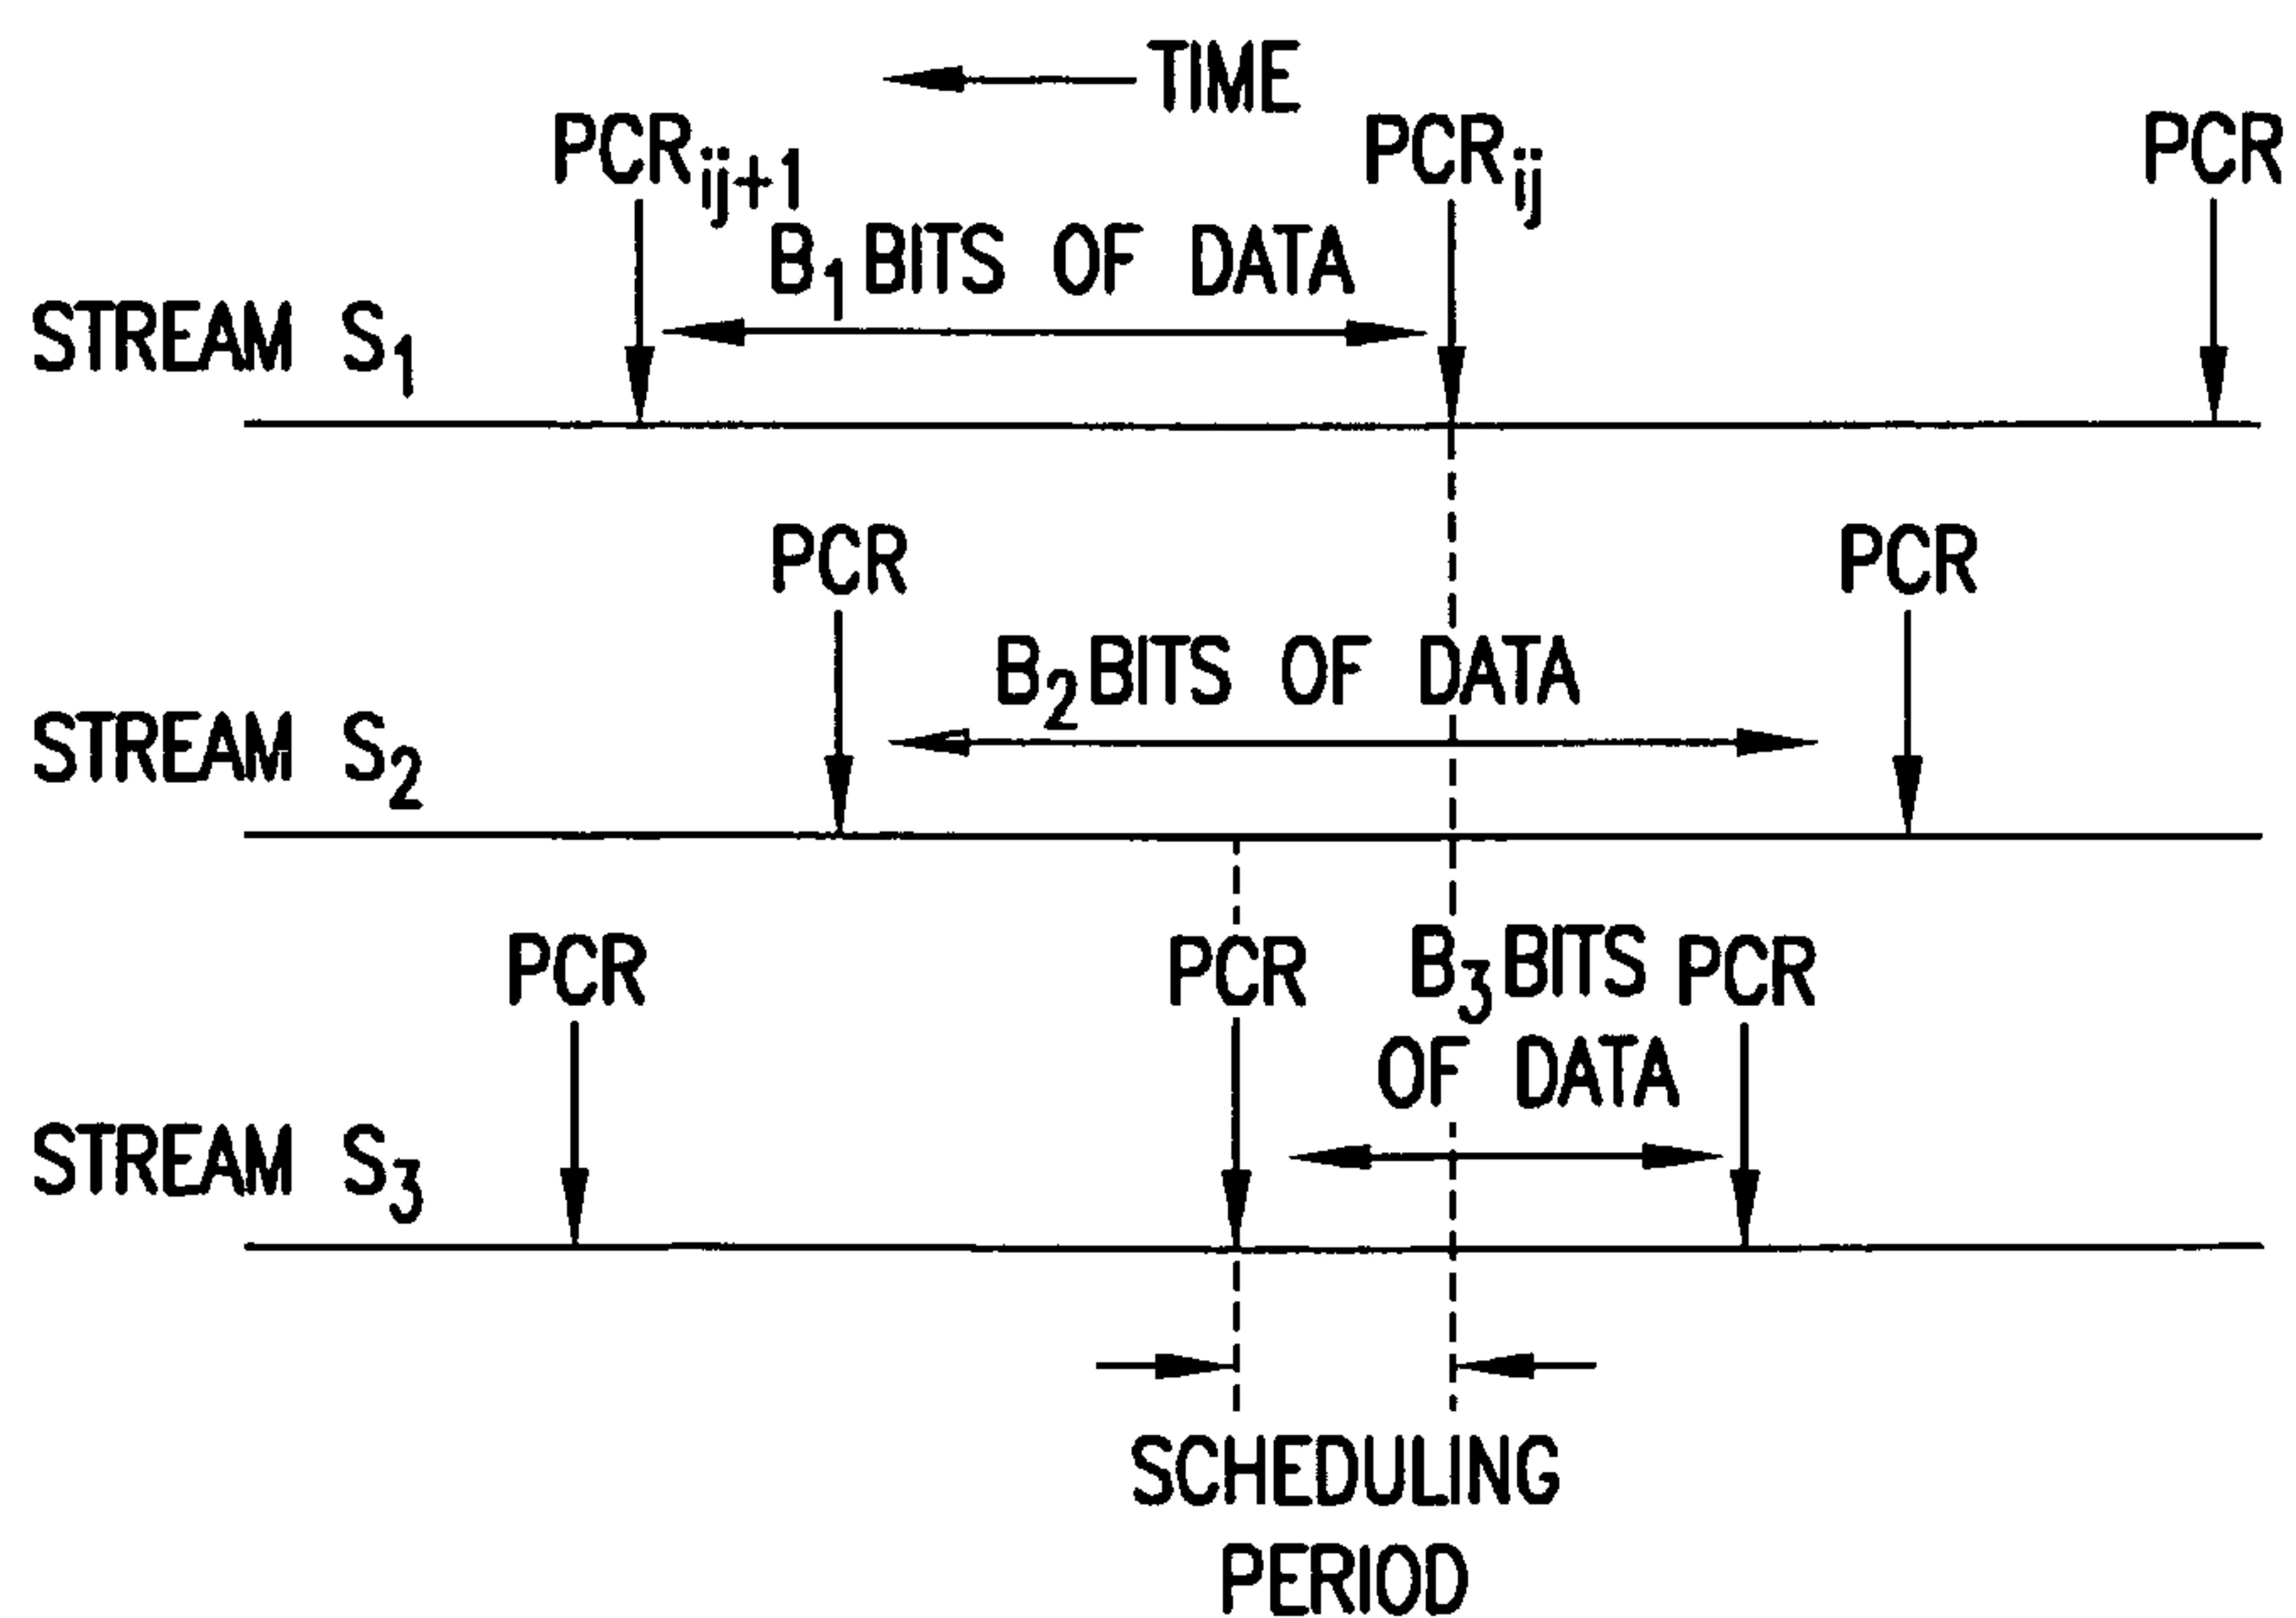 TIME
PCRij+1 PCRij PCR
B1 BITS OF DATA
STREAM S1
PCR PCR
B2 BITS OF DATA
STREAM S2
PCR PCR B3 BITS PCR
OF DATA
STREAM S3
SCHEDULING
PERIOD